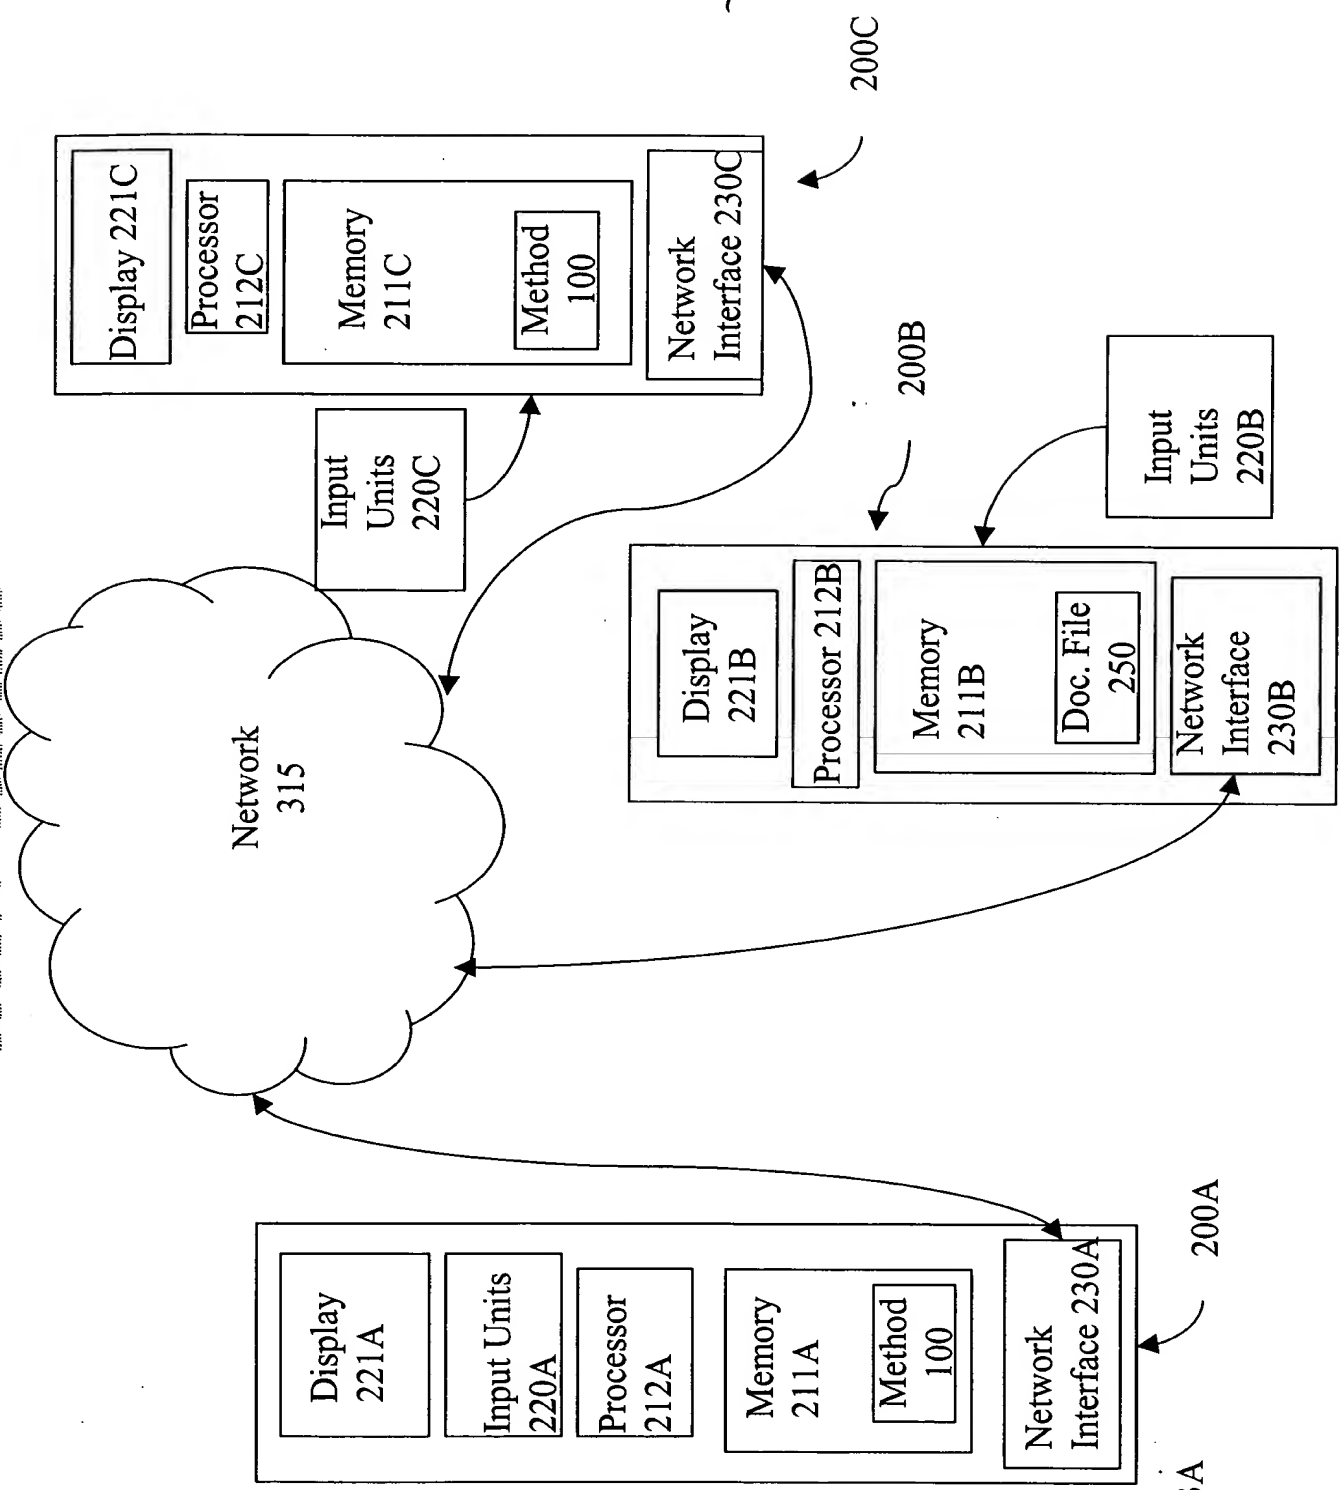 Network
315
Display
221A
Input Units
220A
Processor
212A
Memory
211A
Method
100
Network
Interface 230A
200A
Display
221B
Processor 212B
Memory
211B
Doc. File
250
Network
Interface
230B
200B
Input
Units
220B
Display 221C
Processor
212C
Memory
211C
Method
100
Network
Interface 230C
200C
Input
Units
220C